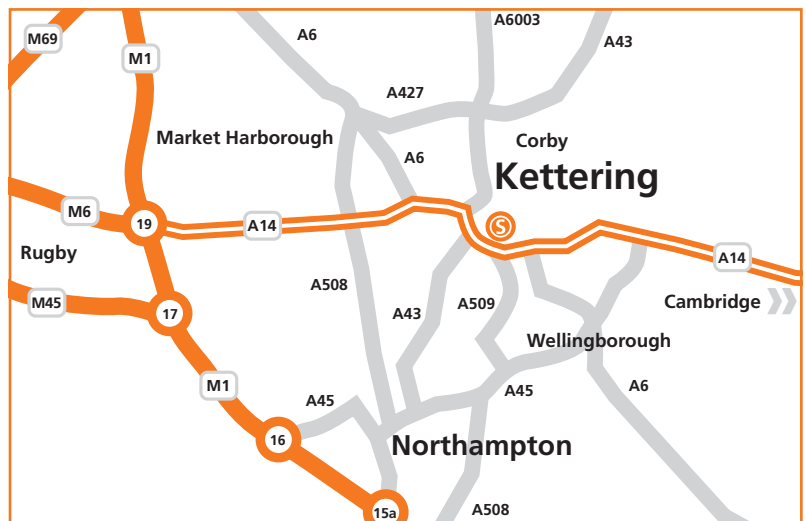 A6003
A6
M69
A43
M1
A427
Market Harborough
Corby
A6
Kettering
M6
19
A14
S
Rugby
A14
A508
Cambridge
M45
A43
A509
17
Wellingborough
M1
A45
A45
A6
16
Northampton
A508
15a